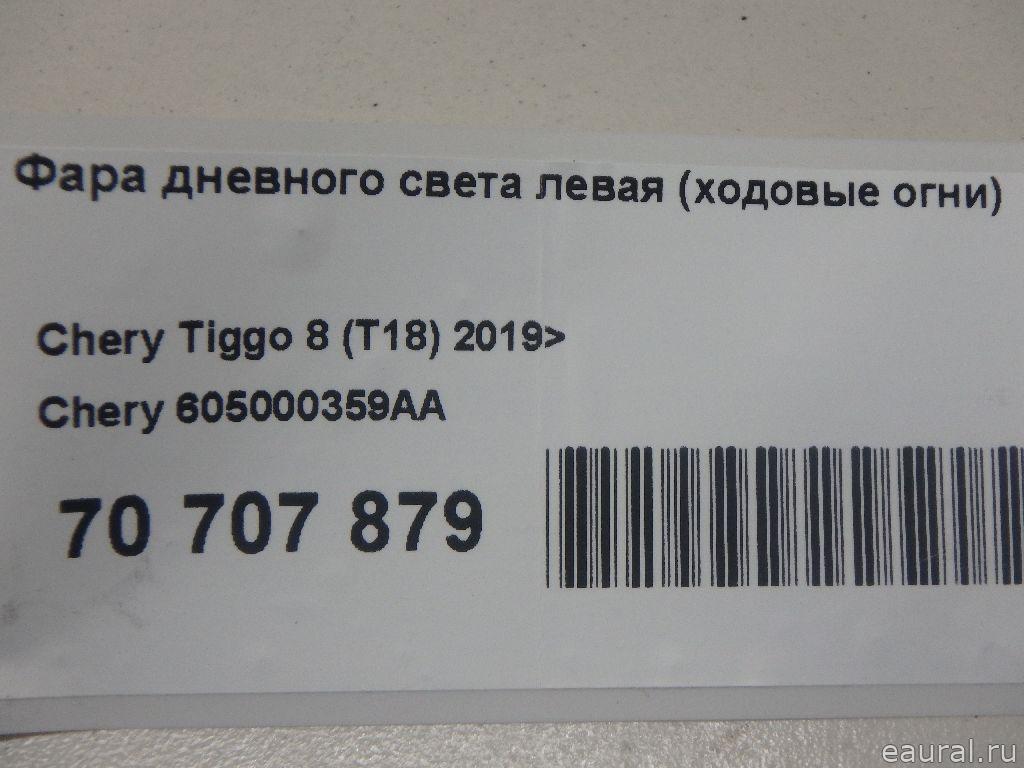 Фара дневного света левая (ходовые огни)
Chery Tiggo 8 (T18) 2019>
Chery 605000359AA
70 707 879
eaural.ru